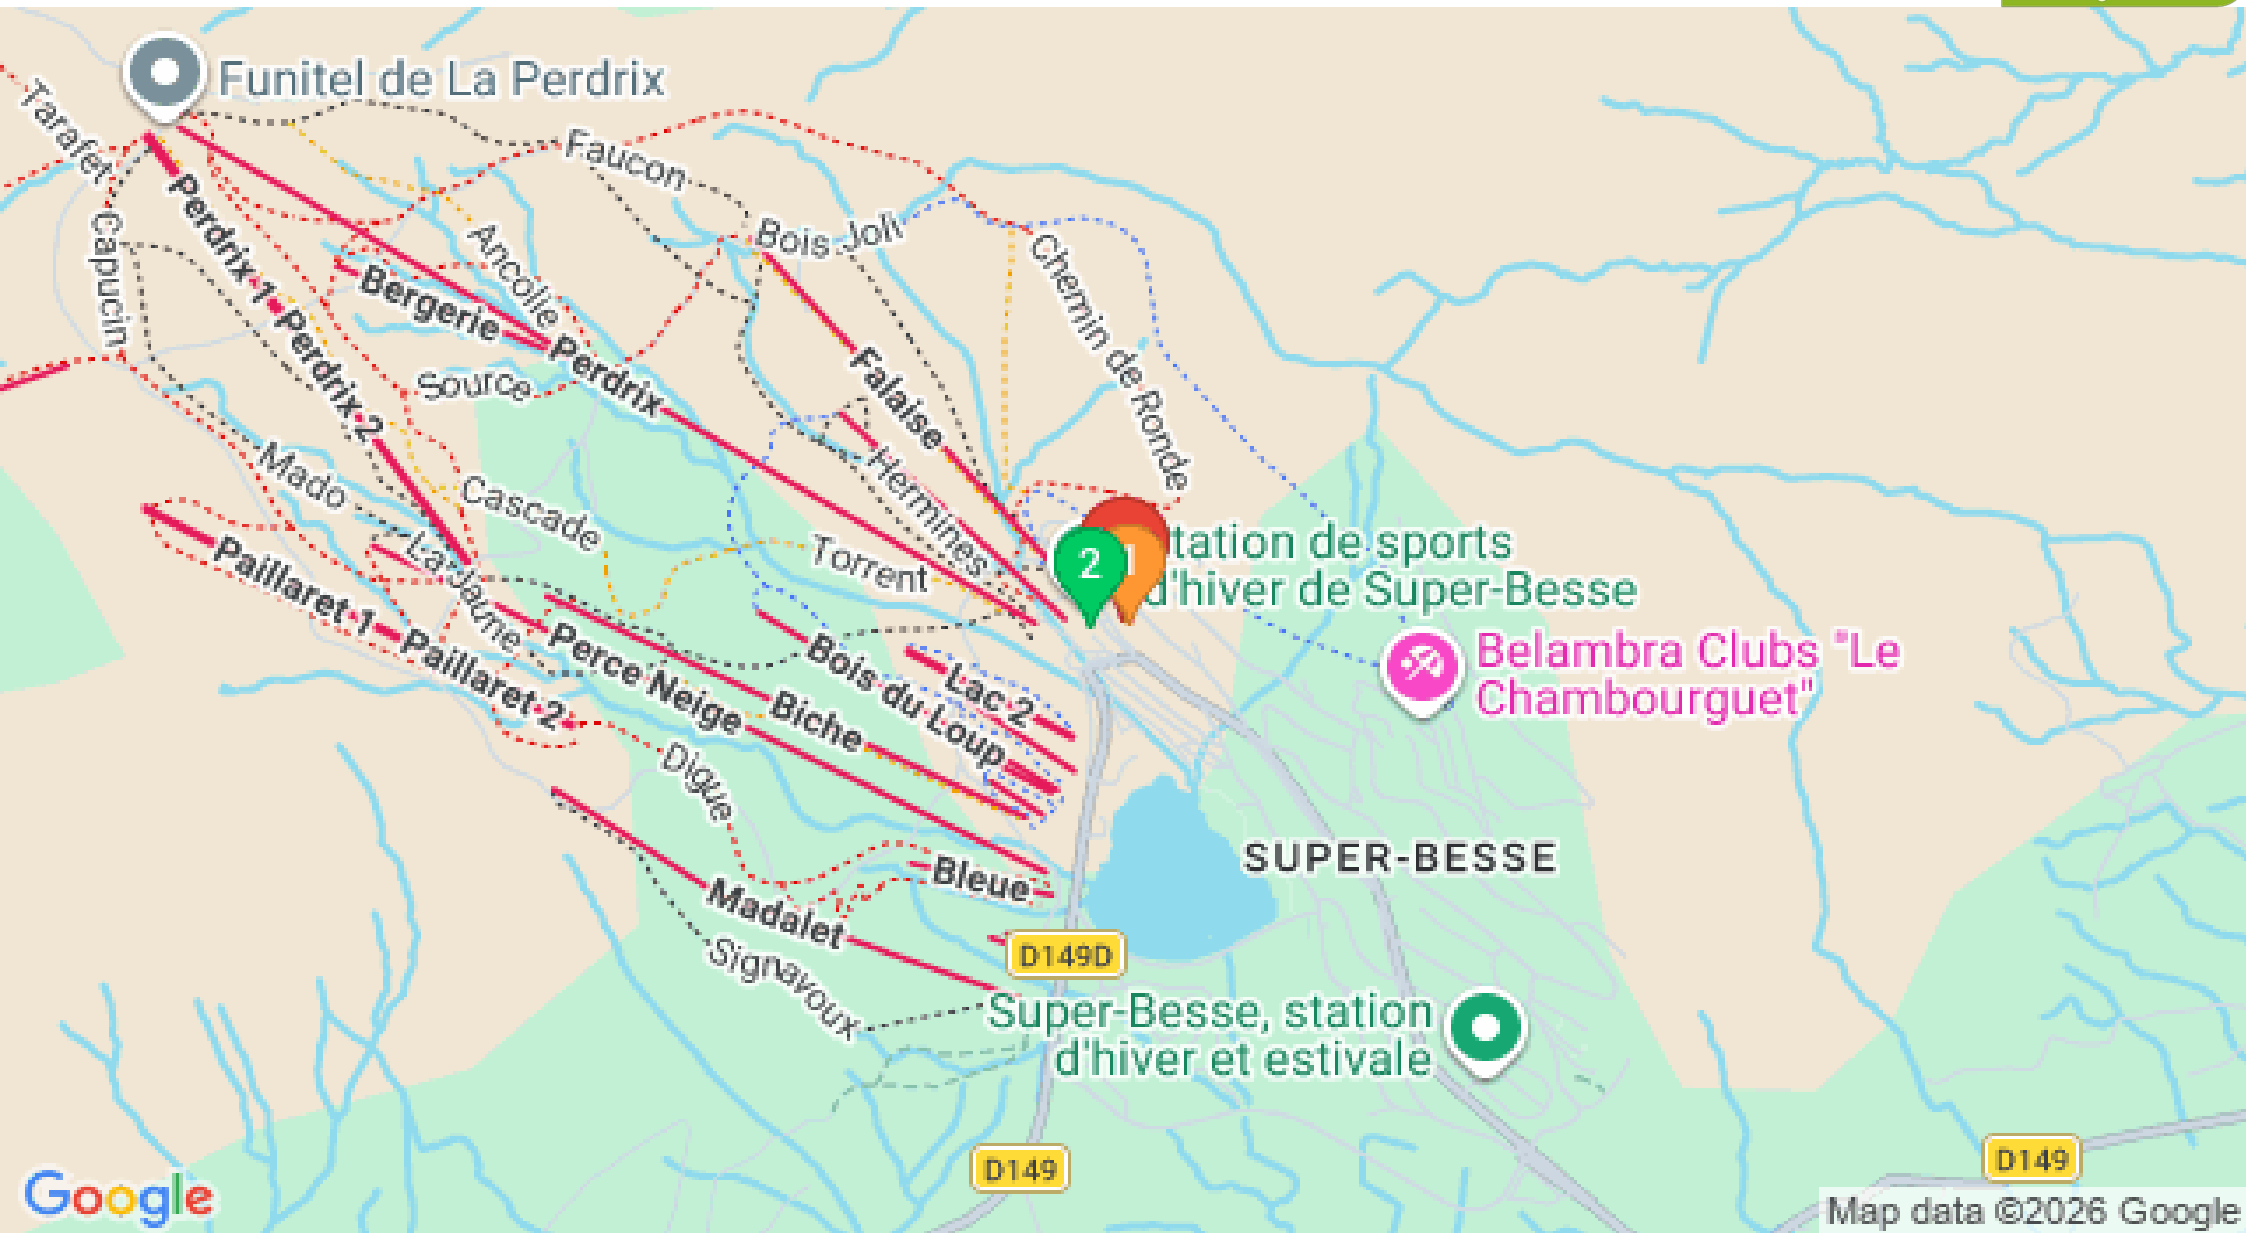 Funitel de La Perdrix
Tarafet
Faucon
Capucin
Perdrix 1
Perdrix 2
Bergerie
Ancolie
Bois Joli
Chemin de Ronde
Perdrix
Source
Falaise
Mado
Cascade
Hermines
Torrent
2
1
tation de sports
d'hiver de Super-Besse
Paillaret 1
Paillaret 2
Perce Neige
Biche
Bois du Loup
Lac 2
Belambra Clubs "Le
Chambourguet"
Digue
SUPER-BESSE
Bleue
Madalet
Signavoux
D149D
Super-Besse, station
d'hiver et estivale
D149
D149
Google
Map data ©2026 Google